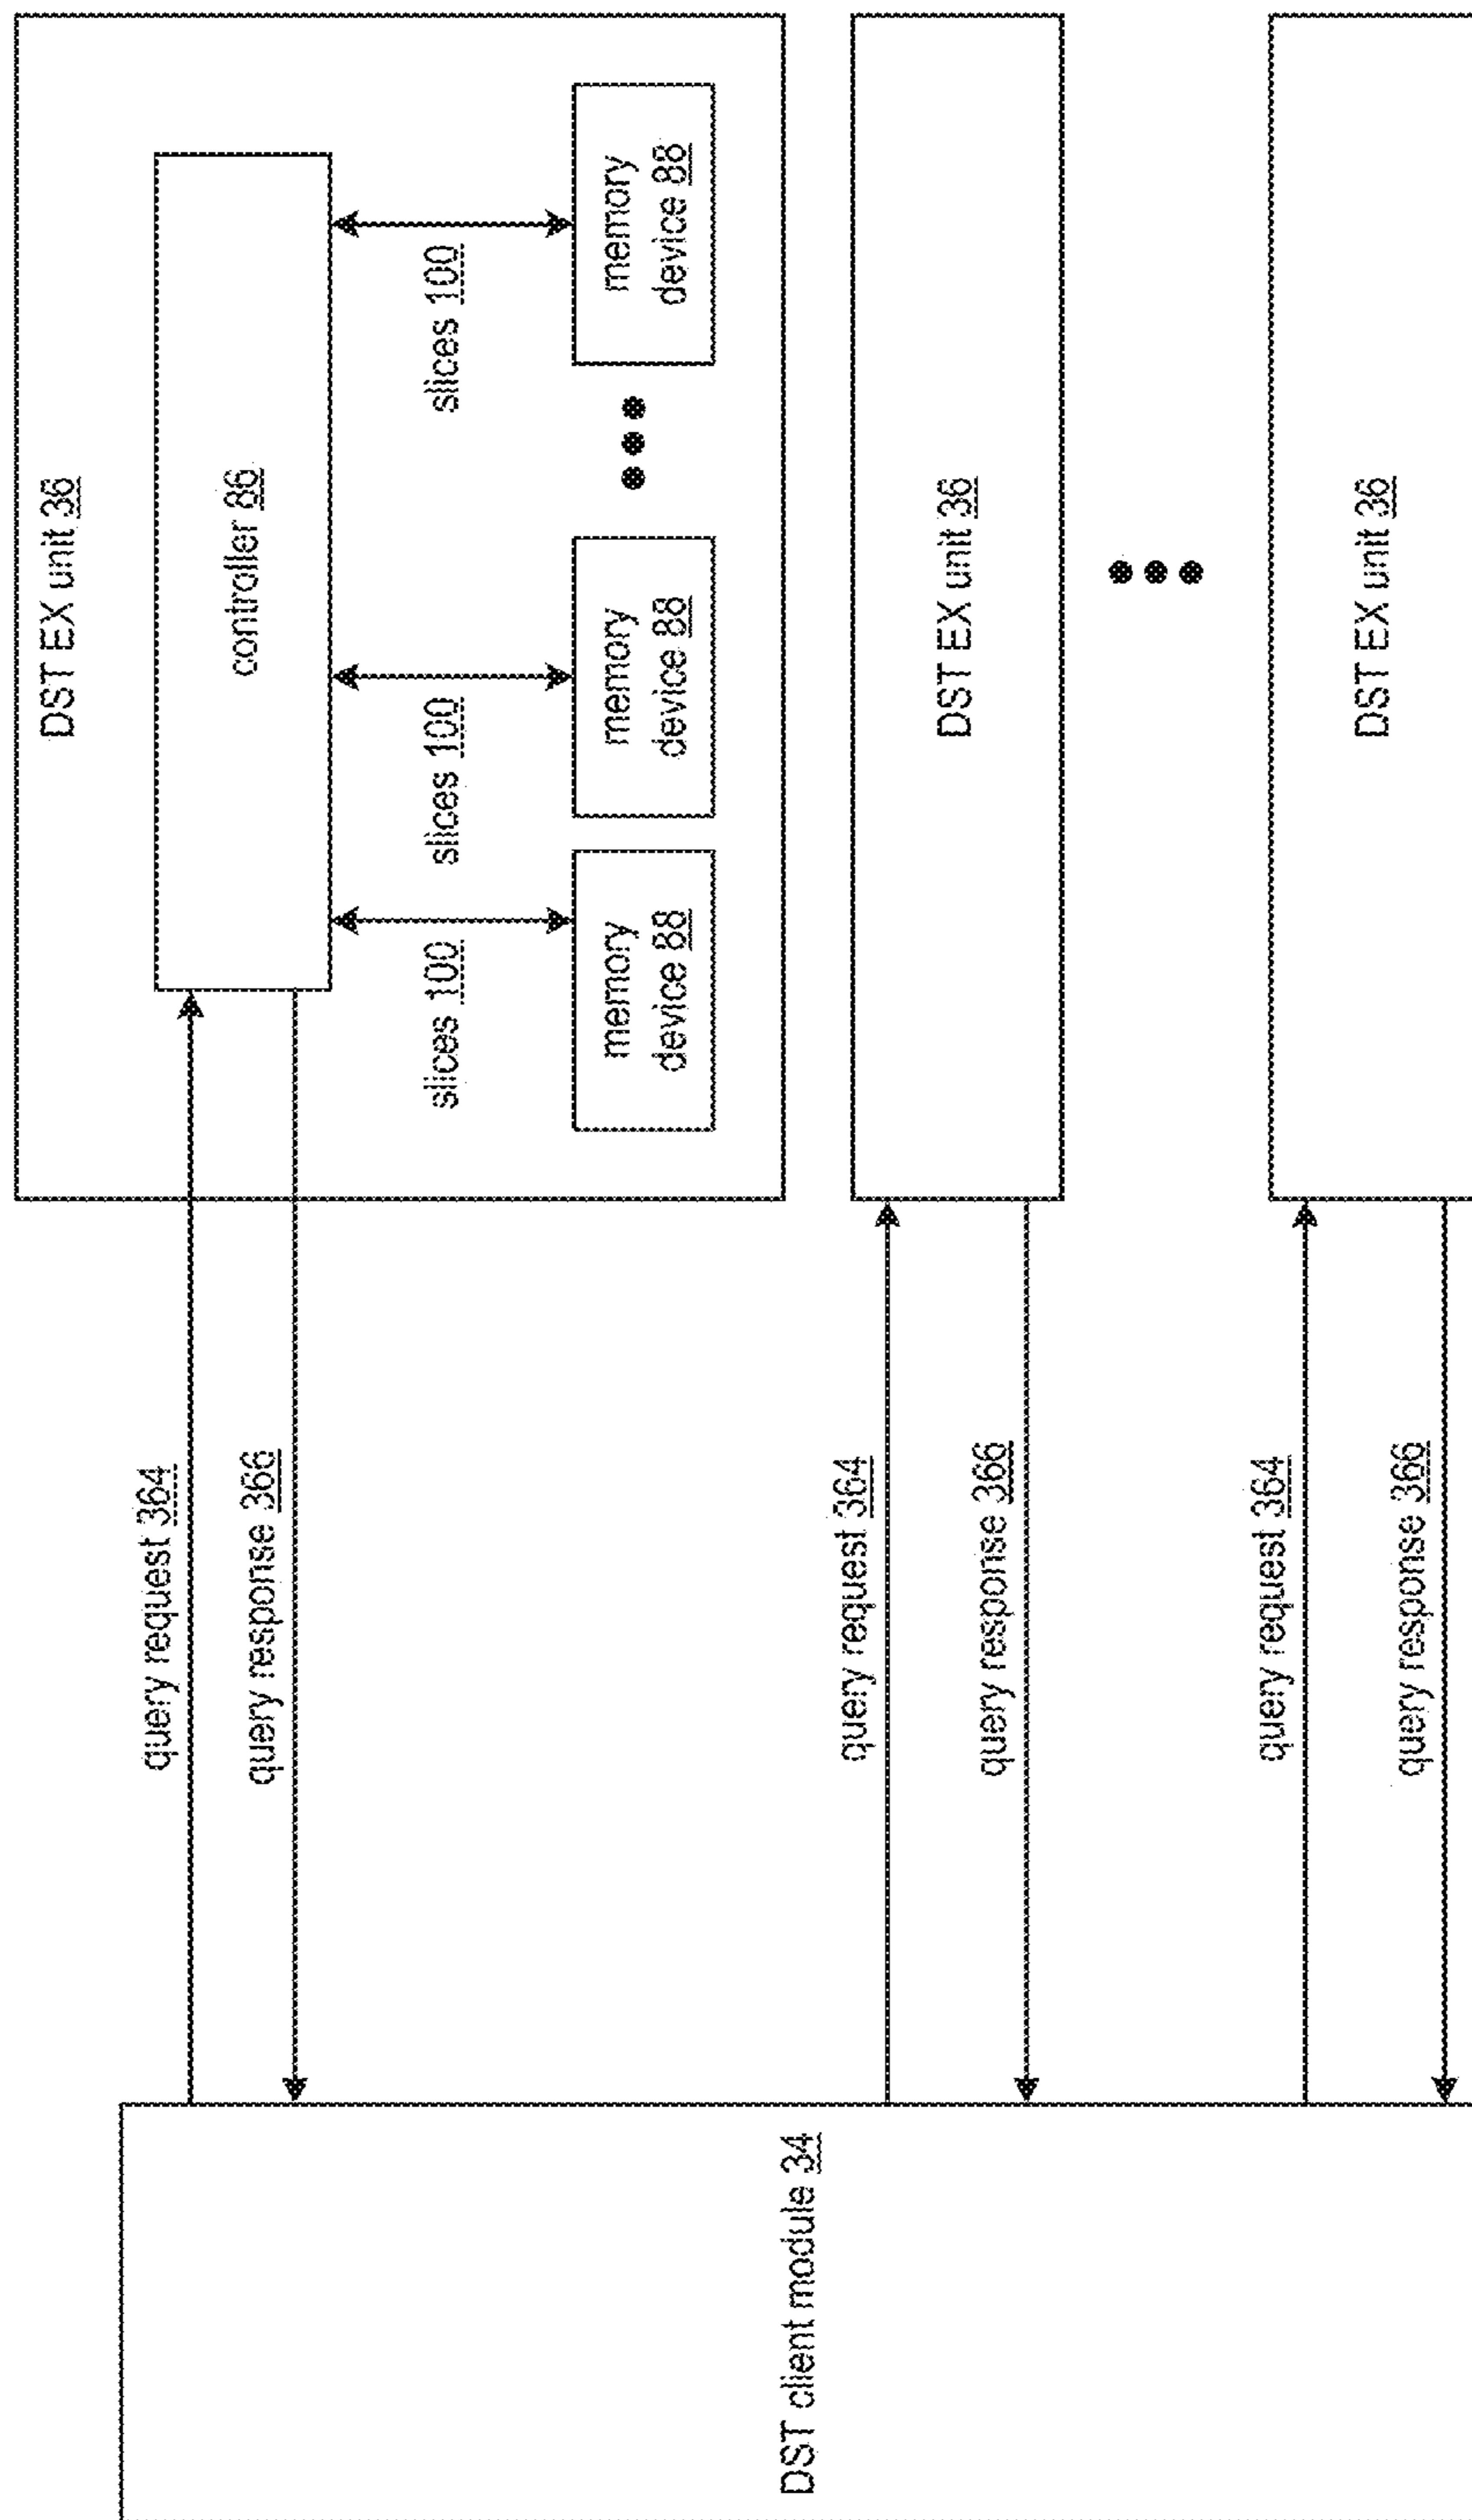 DST EX unit 36
controller 86
slices 100
slices 100
slices 100
memory
device 88
memory
device 88
memory
device 88
query request 364
query response 366
DST EX unit 36
query request 364
query response 366
DST EX unit 36
query request 364
query response 366
DST client module 34